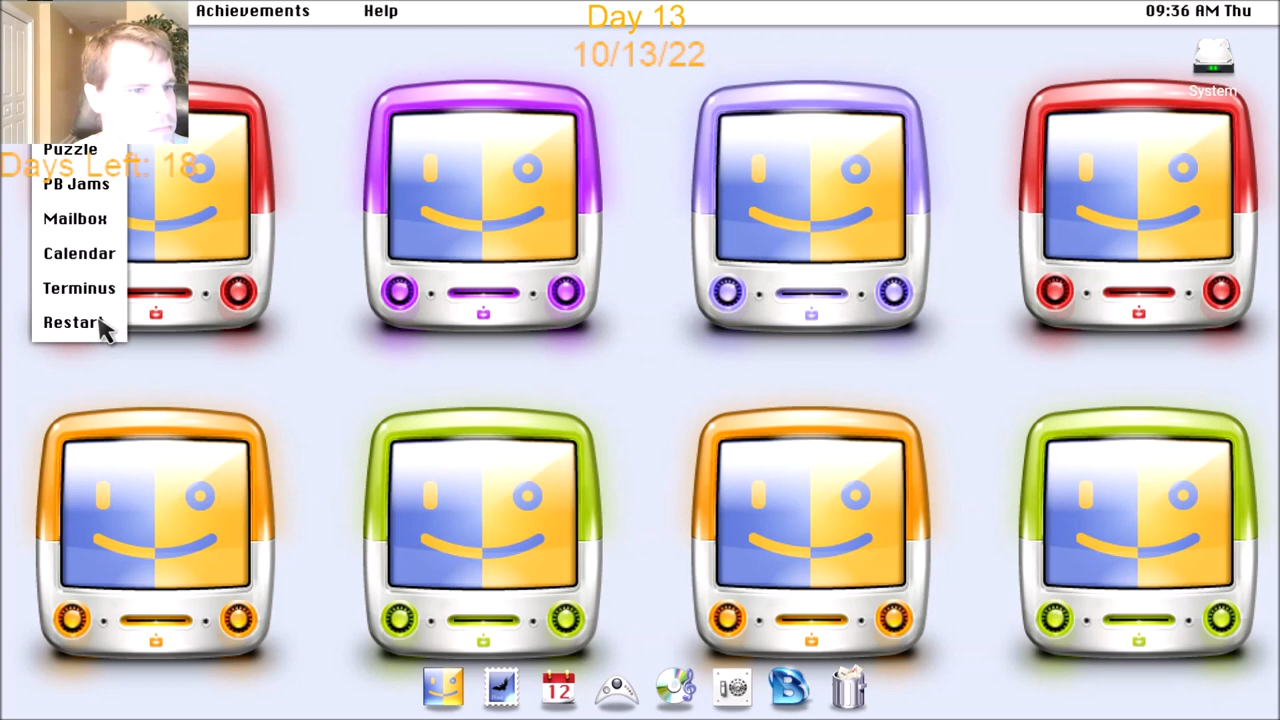 Achievements
Help
Day 13
09:36 AM Thu
10/13/22
System
Puzzle
Days Left: 18
PB Jams
Mailbox
Calendar
Terminus
Restart
12